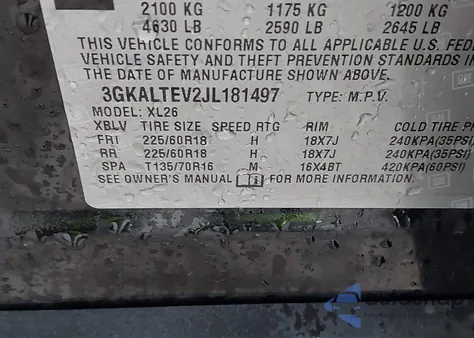 2100 KG 1175 KG 1200 KG
4630 LB 2590 LB 2645 LB
THIS VEHICLE CONFORMS TO ALL APPLICABLE U.S. FEDE
VEHICLE SAFETY AND THEFT PREVENTION STANDARDS IN
THE DATE OF MANUFACTURE SHOWN ABOVE.
3GKALTEV2JL181497 TYPE: M.P.V.
MODEL: XL26
XBLV TIRE SIZE SPEED RTG RIM COLD TIRE P
FRT 225/60R18 H 18X7J 240KPA(35PSI)
RR 225/60R18 H 18X7J 240KPA(35PSI)
SPA T135/70R16 M 16X4BT 420KPA(60PSI)
SEE OWNER'S MANUAL FOR MORE INFORMATION.